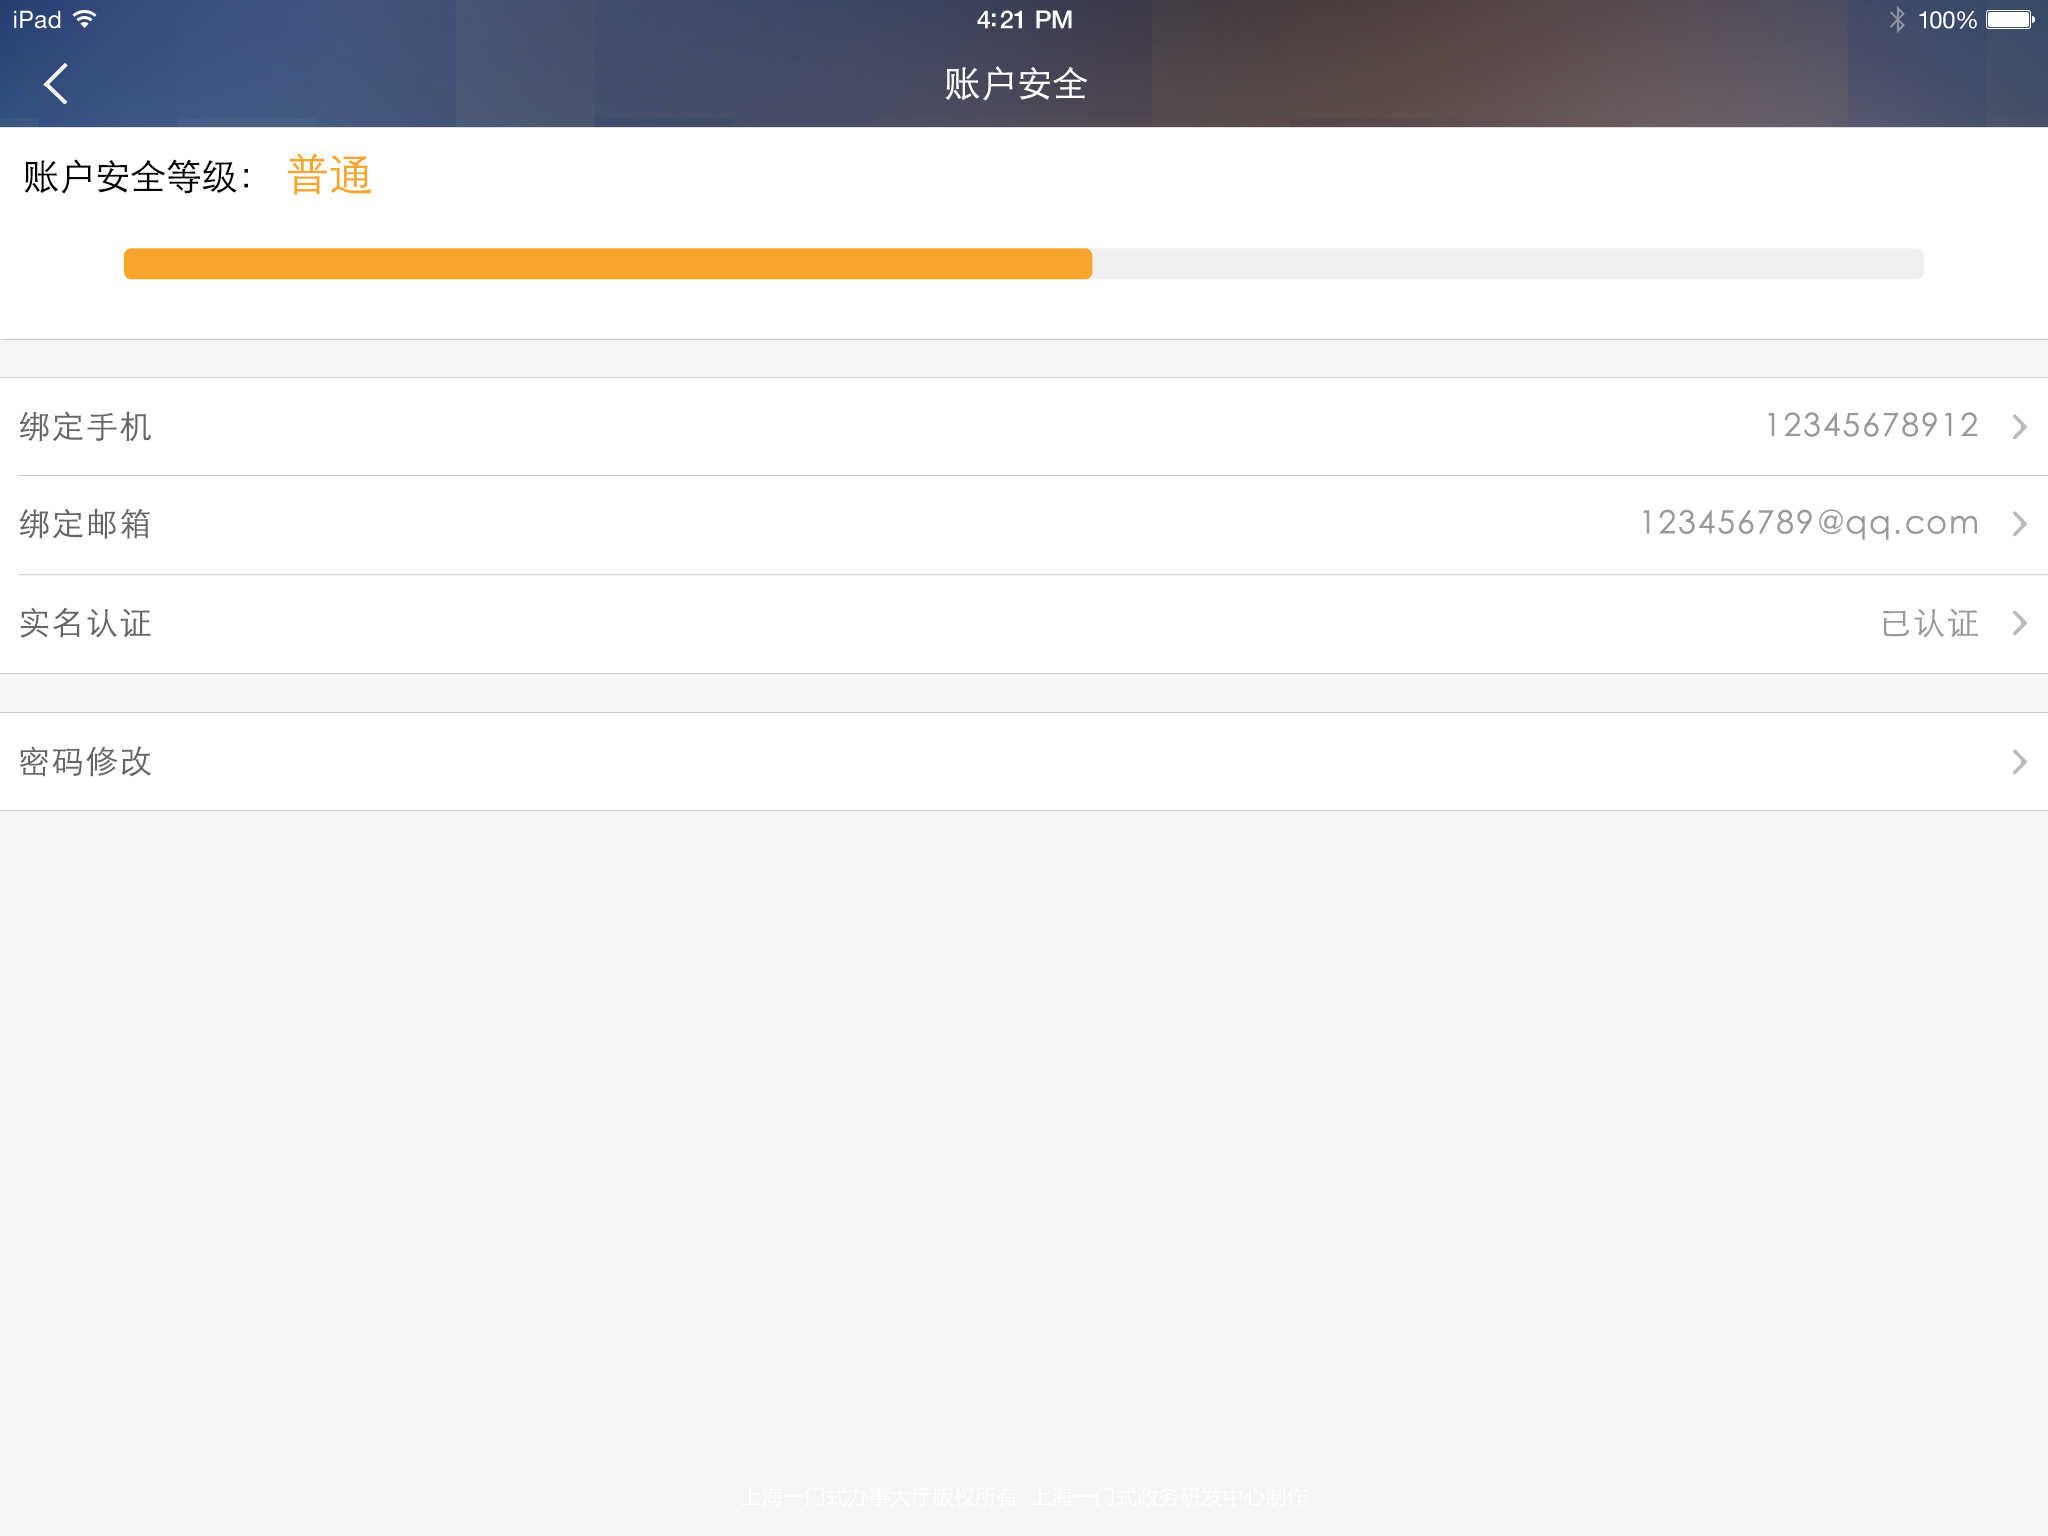 iPad 4:21 PM 100%
账户安全
账户安全等级： 普通
绑定手机 12345678912
绑定邮箱 123456789@qq.com
实名认证 已认证
密码修改
上海一门式办事大厅版权所有 上海一门式政务研发中心制作